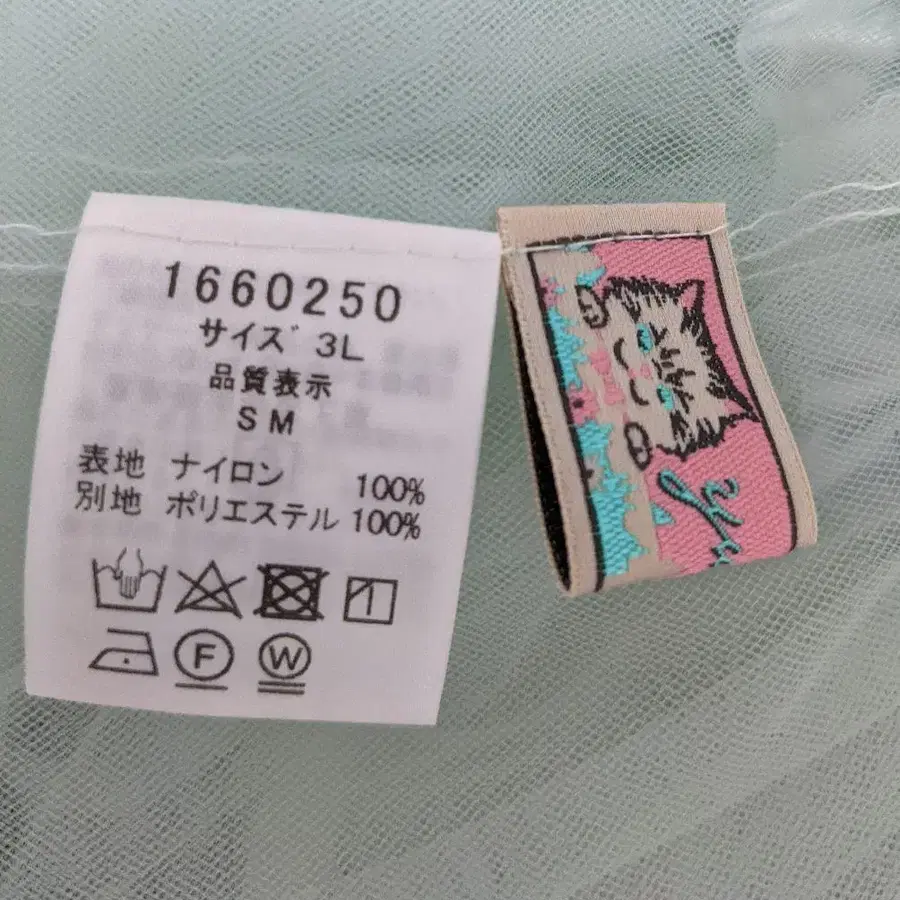 1660250
サイズ 3L
品質表示
SM
表地 ナイロン 100%
別地 ポリエステル 100%
F W